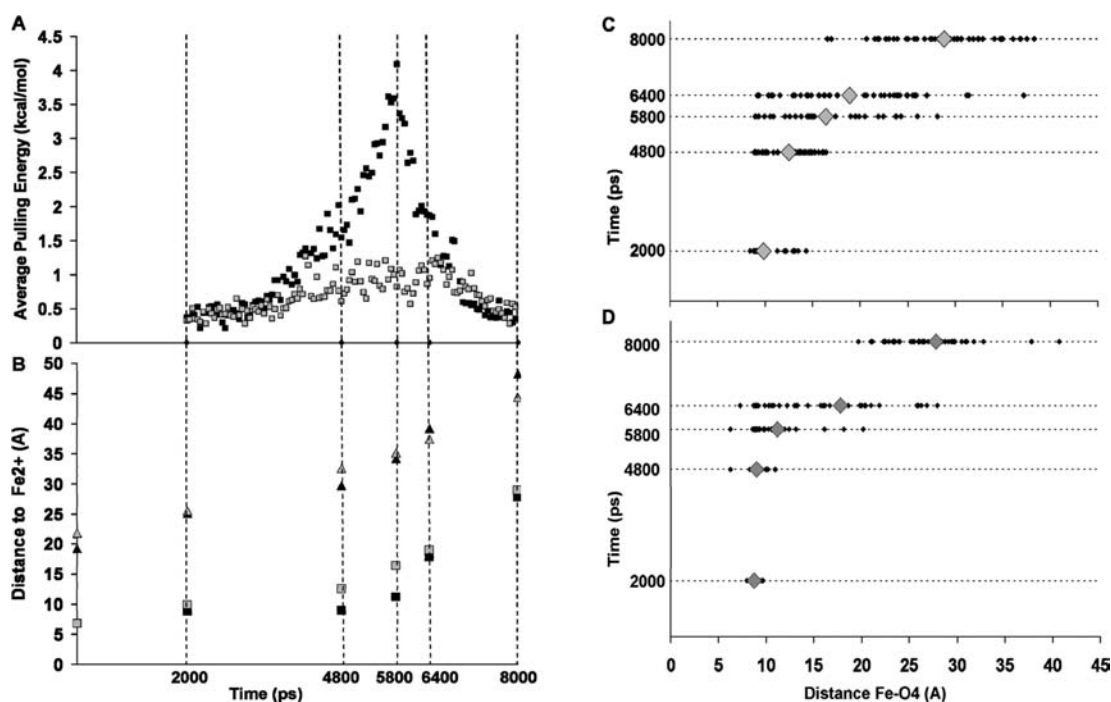 A
Average Pulling Energy (kcal/mol)
4.5
4
3.5
3
2.5
2
1.5
1
0.5
0
B
Distance to Fe2+ (A)
50
45
40
35
30
25
20
15
10
5
0
2000 4800 5800 6400 8000
Time (ps)
C
Time (ps)
8000
6400
5800
4800
2000
D
Time (ps)
8000
6400
5800
4800
2000
0 5 10 15 20 25 30 35 40 45
Distance Fe-O4 (A)